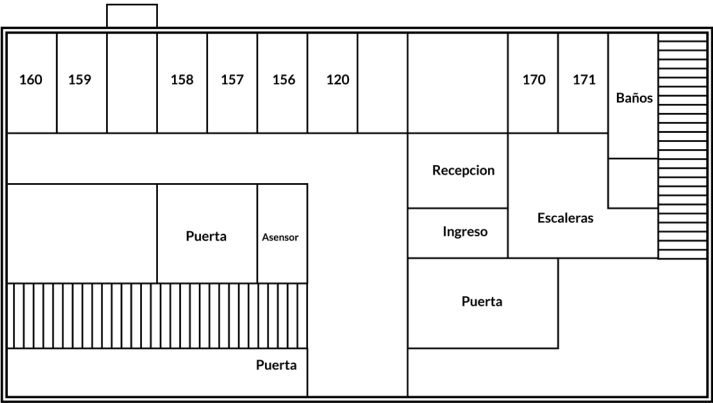 160
159
158
157
156
120
170
171
Baños
Recepcion
Ingreso
Escaleras
Puerta
Asensor
Puerta
Puerta